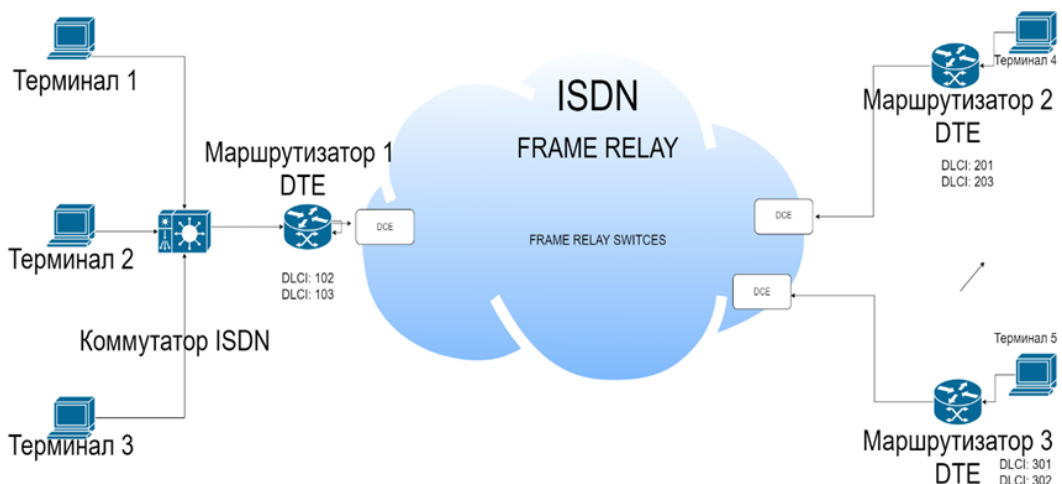 Терминал 1
Терминал 2
Коммутатор ISDN
Терминал 3
Маршрутизатор 1
DTE
DLCI: 102
DLCI: 103
DCE
ISDN
FRAME RELAY
FRAME RELAY SWITCES
DCE
DCE
Терминал 4
Маршрутизатор 2
DTE
DLCI: 201
DLCI: 203
Терминал 5
Маршрутизатор 3
DTE
DLCI: 301
DLCI: 302